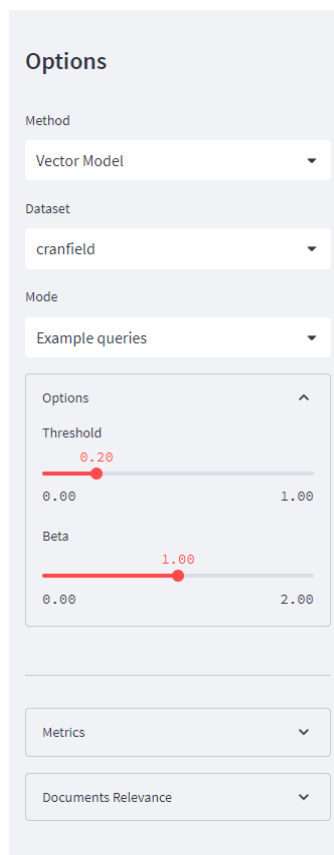 Options
Method
Vector Model
Dataset
cranfield
Mode
Example queries
Options
Threshold
0.20
0.00 1.00
Beta
1.00
0.00 2.00
Metrics
Documents Relevance